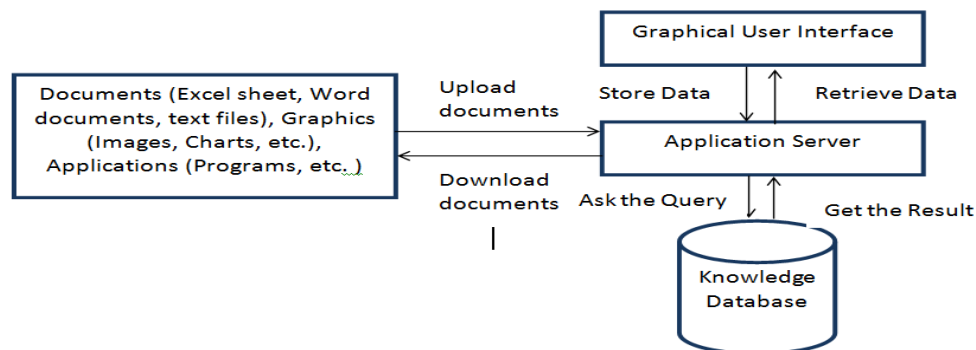 Graphical User Interface
Documents (Excel sheet, Word
documents, text files), Graphics
(Images, Charts, etc.),
Applications (Programs, etc. )
Upload
documents
Store Data
Retrieve Data
Application Server
Download
documents
Ask the Query
Get the Result
Knowledge
Database